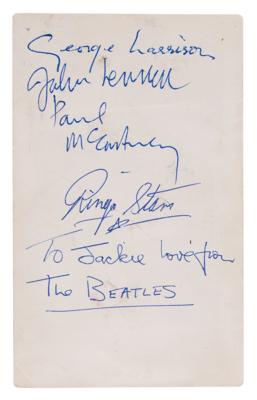 George Harrison
John Lennon
Paul
McCartney
Ringo Starr
To Jackie love from
The BEATLES